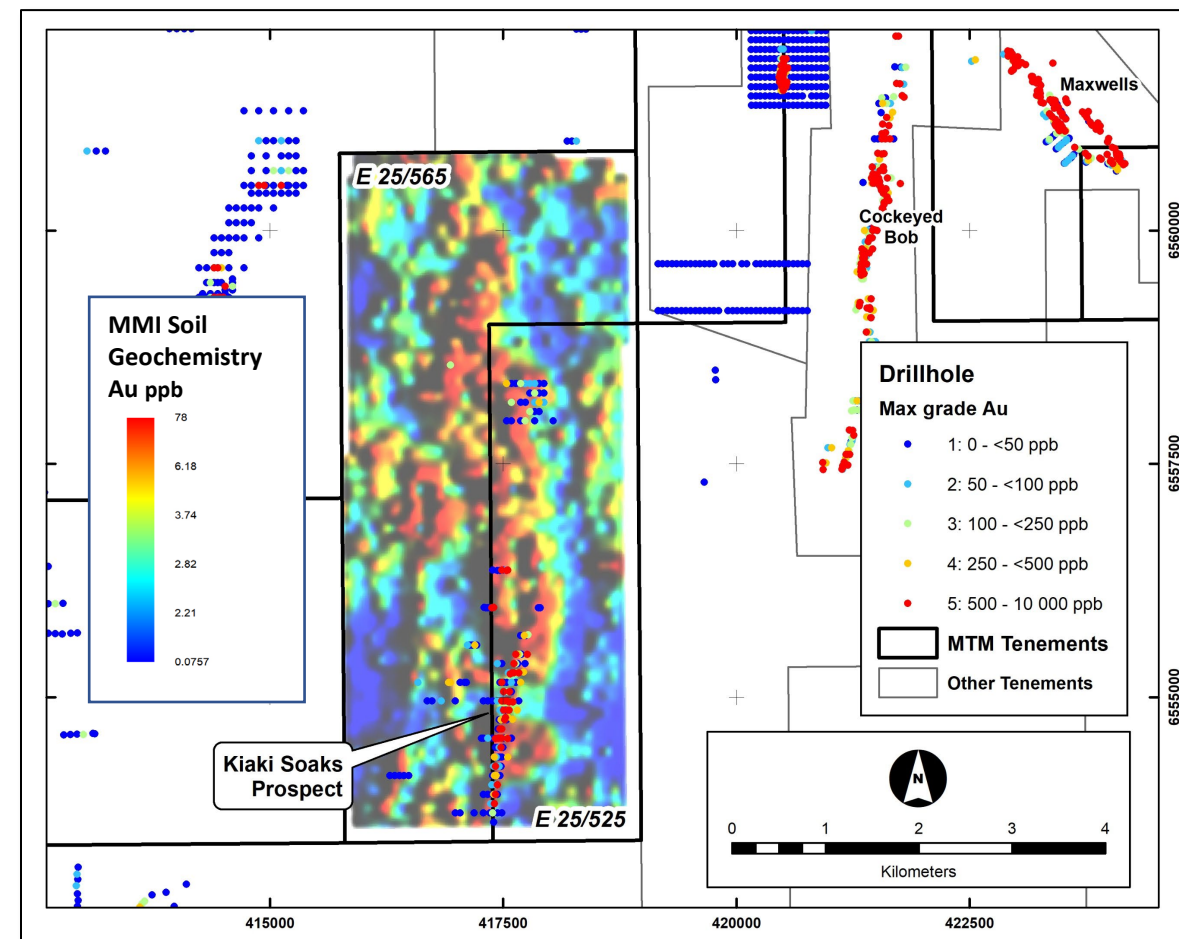 Maxwells
E 25/565
Cockeyed
Bob
6560000
MMI Soil
Geochemistry
Au ppb
78
6.18
3.74
2.82
2.21
0.0757
Drillhole
Max grade Au
1: 0 - <50 ppb
2: 50 - <100 ppb
3: 100 - <250 ppb
4: 250 - <500 ppb
5: 500 - 10 000 ppb
MTM Tenements
Other Tenements
6557500
6555000
Kiaki Soaks
Prospect
E 25/525
N
0 1 2 3 4
Kilometers
415000 417500 420000 422500